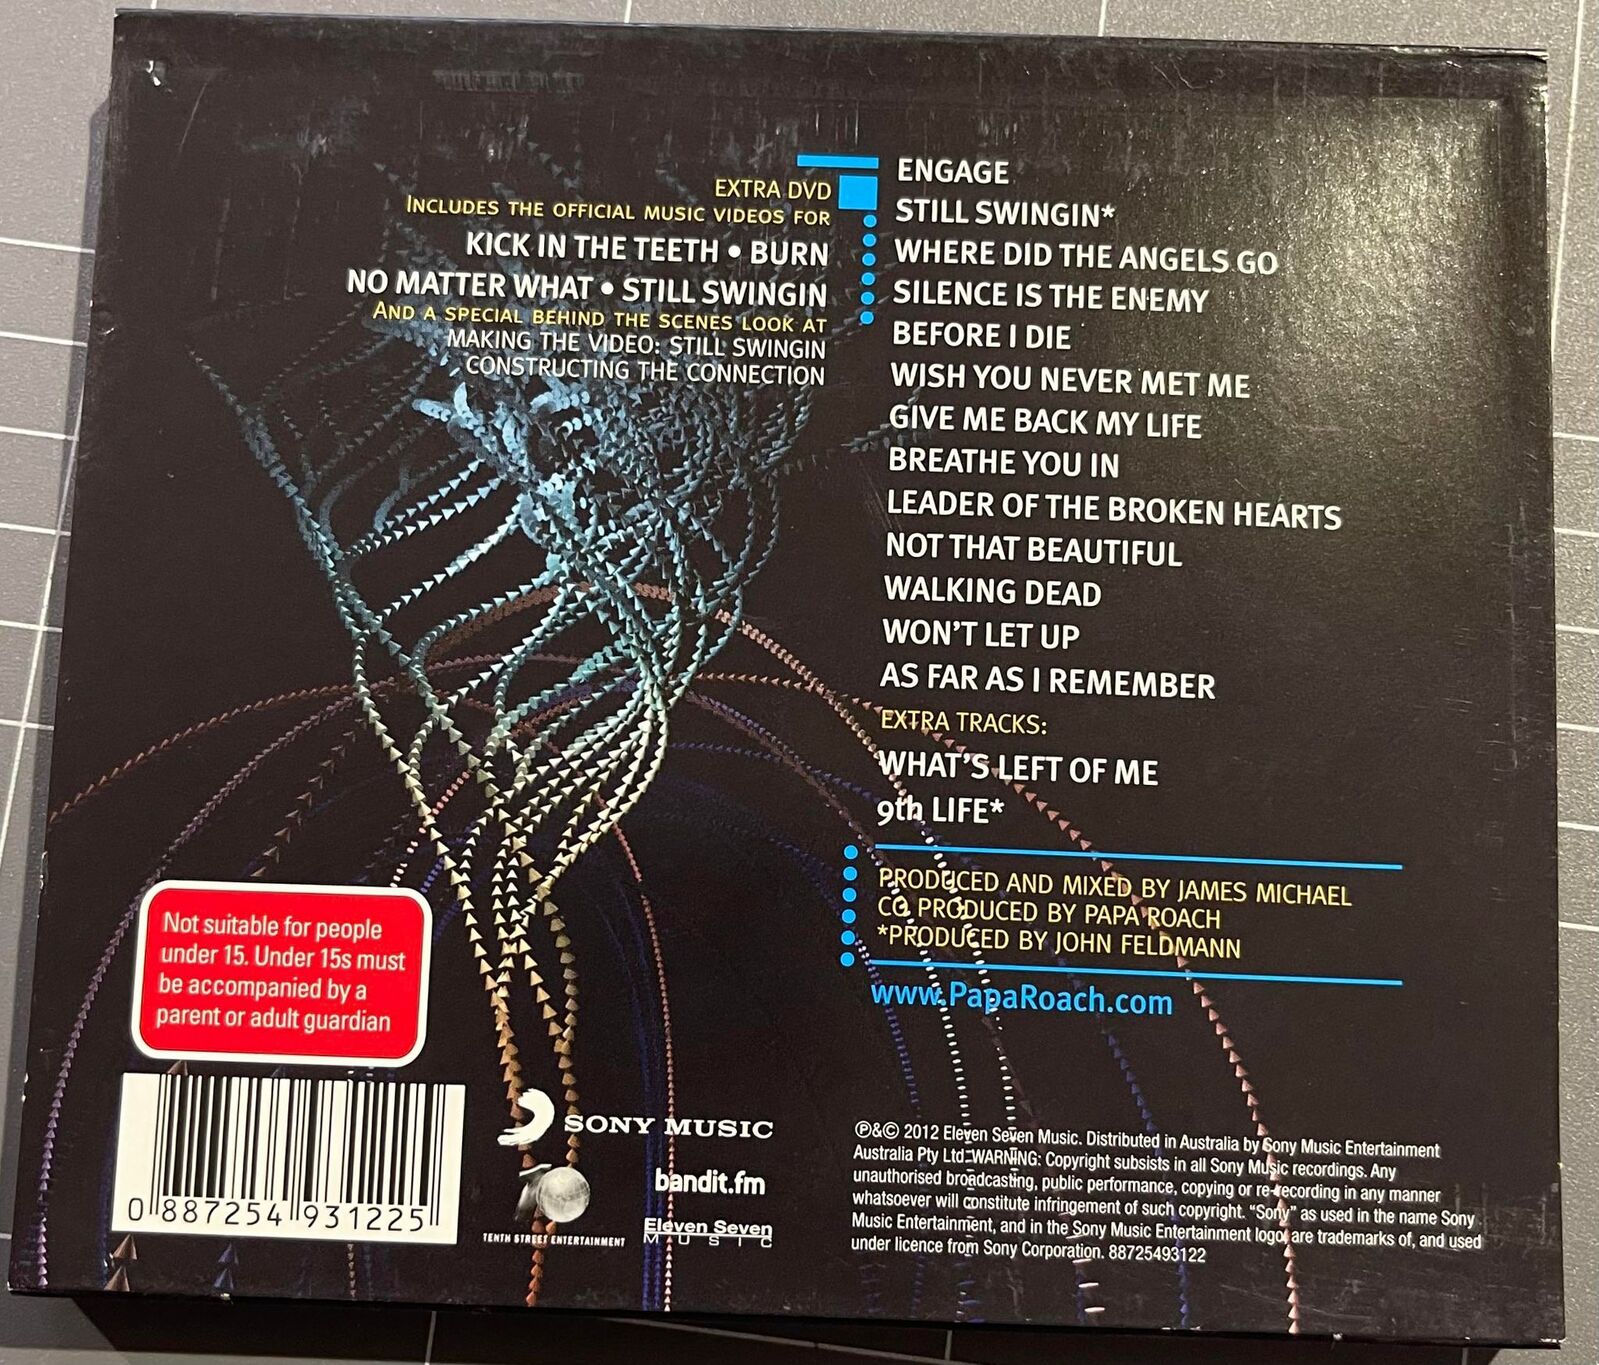 EXTRA DVD
INCLUDES THE OFFICIAL MUSIC VIDEOS FOR
KICK IN THE TEETH • BURN
NO MATTER WHAT • STILL SWINGIN
AND A SPECIAL BEHIND THE SCENES LOOK AT
MAKING THE VIDEO: STILL SWINGIN
CONSTRUCTING THE CONNECTION
ENGAGE
STILL SWINGIN*
WHERE DID THE ANGELS GO
SILENCE IS THE ENEMY
BEFORE I DIE
WISH YOU NEVER MET ME
GIVE ME BACK MY LIFE
BREATHE YOU IN
LEADER OF THE BROKEN HEARTS
NOT THAT BEAUTIFUL
WALKING DEAD
WON'T LET UP
AS FAR AS I REMEMBER
EXTRA TRACKS:
WHAT'S LEFT OF ME
9th LIFE*
PRODUCED AND MIXED BY JAMES MICHAEL
CO PRODUCED BY PAPA ROACH
*PRODUCED BY JOHN FELDMANN
www.PapaRoach.com
Not suitable for people
under 15. Under 15s must
be accompanied by a
parent or adult guardian
0 887254 931225
SONY MUSIC
TENTH STREET ENTERTAINMENT
bandit.fm
Eleven Seven
MUSIC
℗&© 2012 Eleven Seven Music. Distributed in Australia by Sony Music Entertainment
Australia Pty Ltd WARNING: Copyright subsists in all Sony Music recordings. Any
unauthorised broadcasting, public performance, copying or re-recording in any manner
whatsoever will constitute infringement of such copyright. "Sony" as used in the name Sony
Music Entertainment, and in the Sony Music Entertainment logo are trademarks of, and used
under licence from Sony Corporation. 88725493122